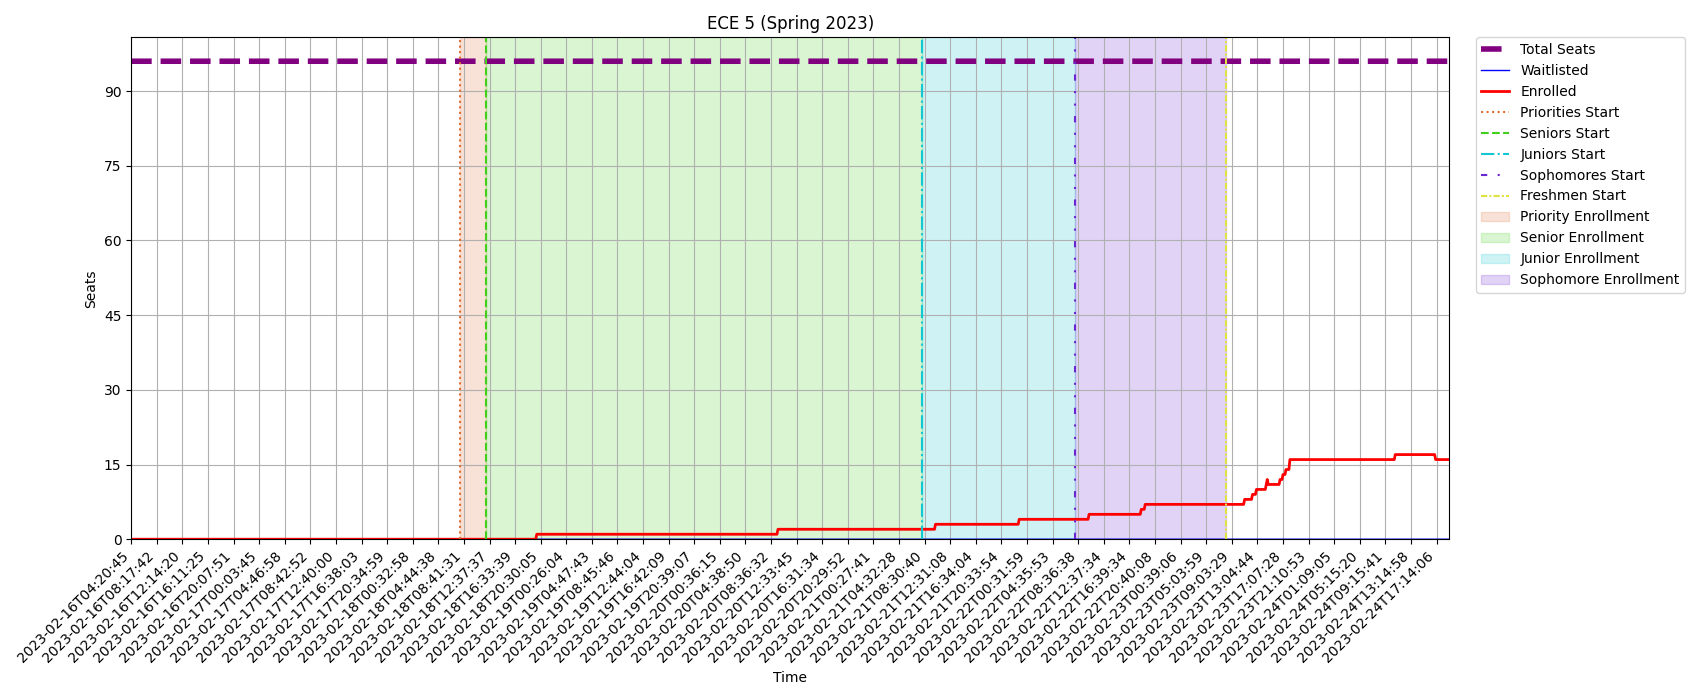 ECE 5 (Spring 2023)
Total Seats
Waitlisted
Enrolled
Priorities Start
Seniors Start
Juniors Start
Sophomores Start
Freshmen Start
Priority Enrollment
Senior Enrollment
Junior Enrollment
Sophomore Enrollment
90
75
60
45
30
15
0
Seats
2023-02-16T04:20:45
2023-02-16T08:17:42
2023-02-16T12:14:20
2023-02-16T16:11:25
2023-02-16T20:07:51
2023-02-17T00:03:45
2023-02-17T04:46:58
2023-02-17T08:42:52
2023-02-17T12:40:00
2023-02-17T16:38:03
2023-02-17T20:34:59
2023-02-18T00:32:58
2023-02-18T04:44:38
2023-02-18T08:41:31
2023-02-18T12:37:37
2023-02-18T16:33:39
2023-02-18T20:30:05
2023-02-19T00:26:04
2023-02-19T04:47:43
2023-02-19T08:45:46
2023-02-19T12:44:04
2023-02-19T16:42:09
2023-02-19T20:39:07
2023-02-20T00:36:15
2023-02-20T04:38:50
2023-02-20T08:36:32
2023-02-20T12:33:45
2023-02-20T16:31:34
2023-02-20T20:29:52
2023-02-21T00:27:41
2023-02-21T04:32:28
2023-02-21T08:30:40
2023-02-21T12:31:08
2023-02-21T16:34:04
2023-02-21T20:33:54
2023-02-22T00:31:59
2023-02-22T04:35:53
2023-02-22T08:36:38
2023-02-22T12:37:34
2023-02-22T16:39:34
2023-02-22T20:40:08
2023-02-23T00:39:06
2023-02-23T05:03:59
2023-02-23T09:03:29
2023-02-23T13:04:44
2023-02-23T17:07:28
2023-02-23T21:10:53
2023-02-24T01:09:05
2023-02-24T05:15:20
2023-02-24T09:15:41
2023-02-24T13:14:58
2023-02-24T17:14:06
Time